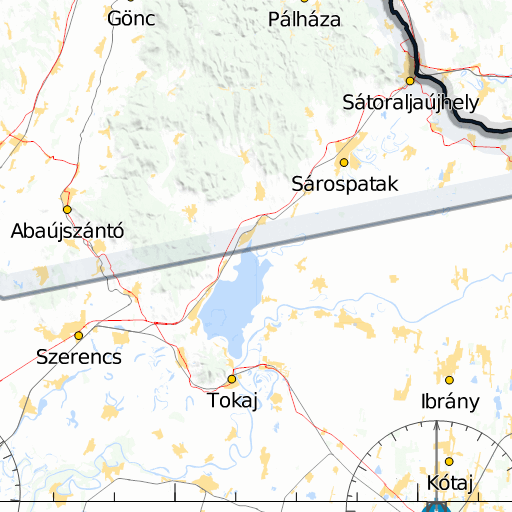 Gönc
Pálháza
Sátoraljaújhely
Sárospatak
Abaújszántó
Szerencs
Tokaj
Ibrány
Kótaj